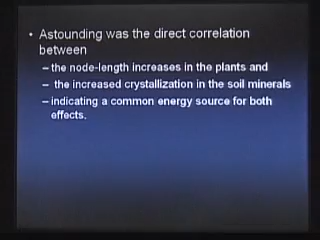 • Astounding was the direct correlation
between
– the node-length increases in the plants and
– the increased crystallization in the soil minerals
– indicating a common energy source for both
effects.